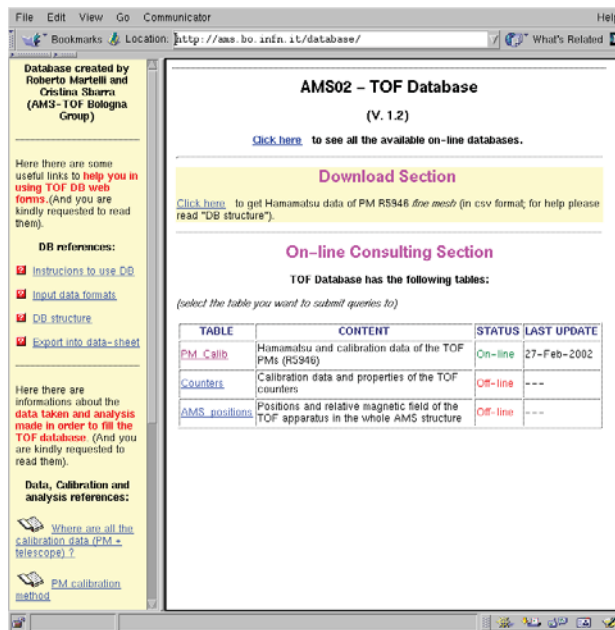 File Edit View Go Communicator Help
Bookmarks Location: http://ams.bo.infn.it/database/ What's Related
Database created by
Roberto Martelli and
Cristina Sbarra
(AMS-TOF Bologna
Group)
Here there are some
useful links to help you in
using TOF DB web
forms.(And you are
kindly requested to read
them).
DB references:
Instrucions to use DB
Input data formats
DB structure
Export into data-sheet
Here there are
informations about the
data taken and analysis
made in order to fill the
TOF database. (And you
are kindly requested to
read them).
Data, Calibration and
analysis references:
Where are all the
calibration data (PM +
telescope) ?
PM calibration
method
AMS02 - TOF Database
(V. 1.2)
Click here to see all the available on-line databases.
Download Section
Click here to get Hamamatsu data of PM R5946 fine mesh (in csv format; for help please
read "DB structure").
On-line Consulting Section
TOF Database has the following tables:
(select the table you want to submit queries to)
TABLE CONTENT STATUS LAST UPDATE
PM_Calib Hamamatsu and calibration data of the TOF
PMs (R5946) On-line 27-Feb-2002
Counters Calibration data and properties of the TOF
counters Off-line ---
AMS_positions Positions and relative magnetic field of the
TOF apparatus in the whole AMS structure Off-line ---